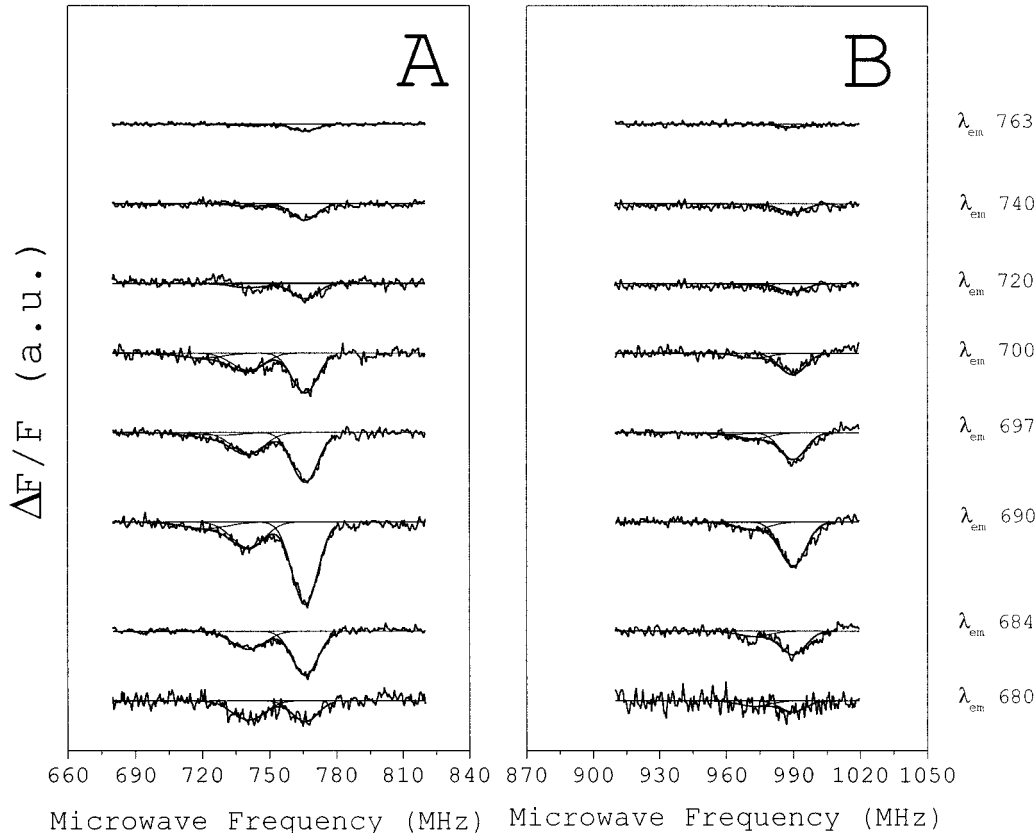 A
B
λem 763
λem 740
λem 720
λem 700
λem 697
λem 690
λem 684
λem 680
ΔF/F (a.u.)
660 690 720 750 780 810 840
870 900 930 960 990 1020 1050
Microwave Frequency (MHz)
Microwave Frequency (MHz)